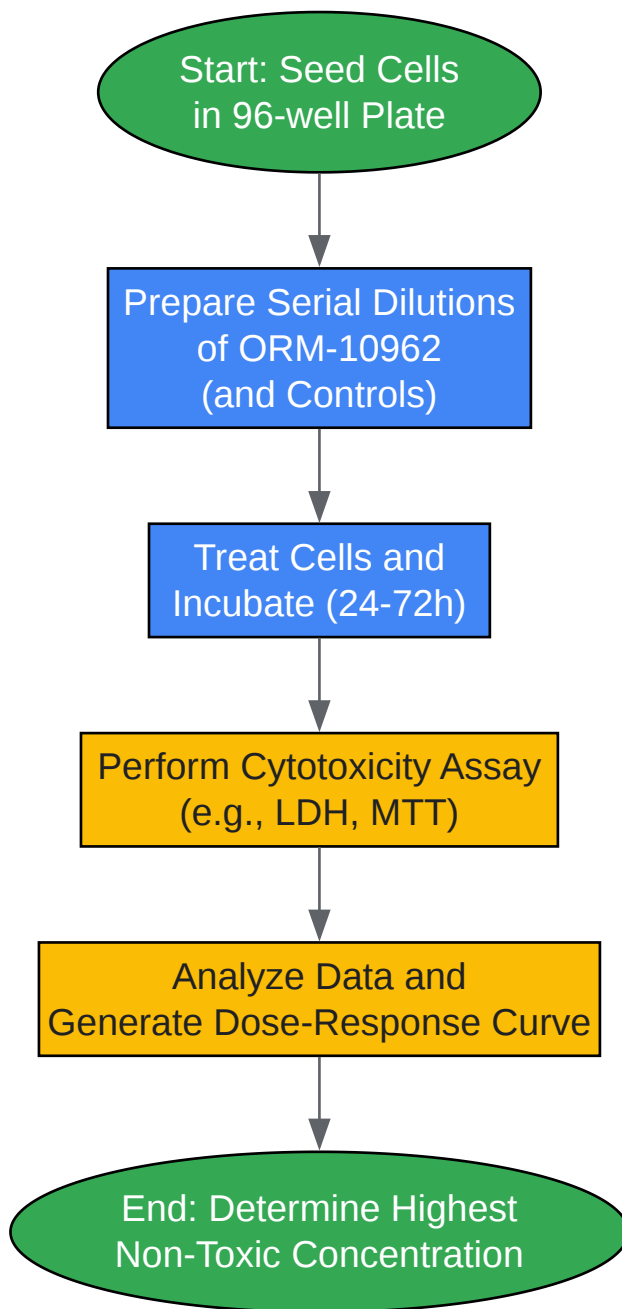 Start: Seed Cells
in 96-well Plate
Prepare Serial Dilutions
of ORM-10962
(and Controls)
Treat Cells and
Incubate (24-72h)
Perform Cytotoxicity Assay
(e.g., LDH, MTT)
Analyze Data and
Generate Dose-Response Curve
End: Determine Highest
Non-Toxic Concentration